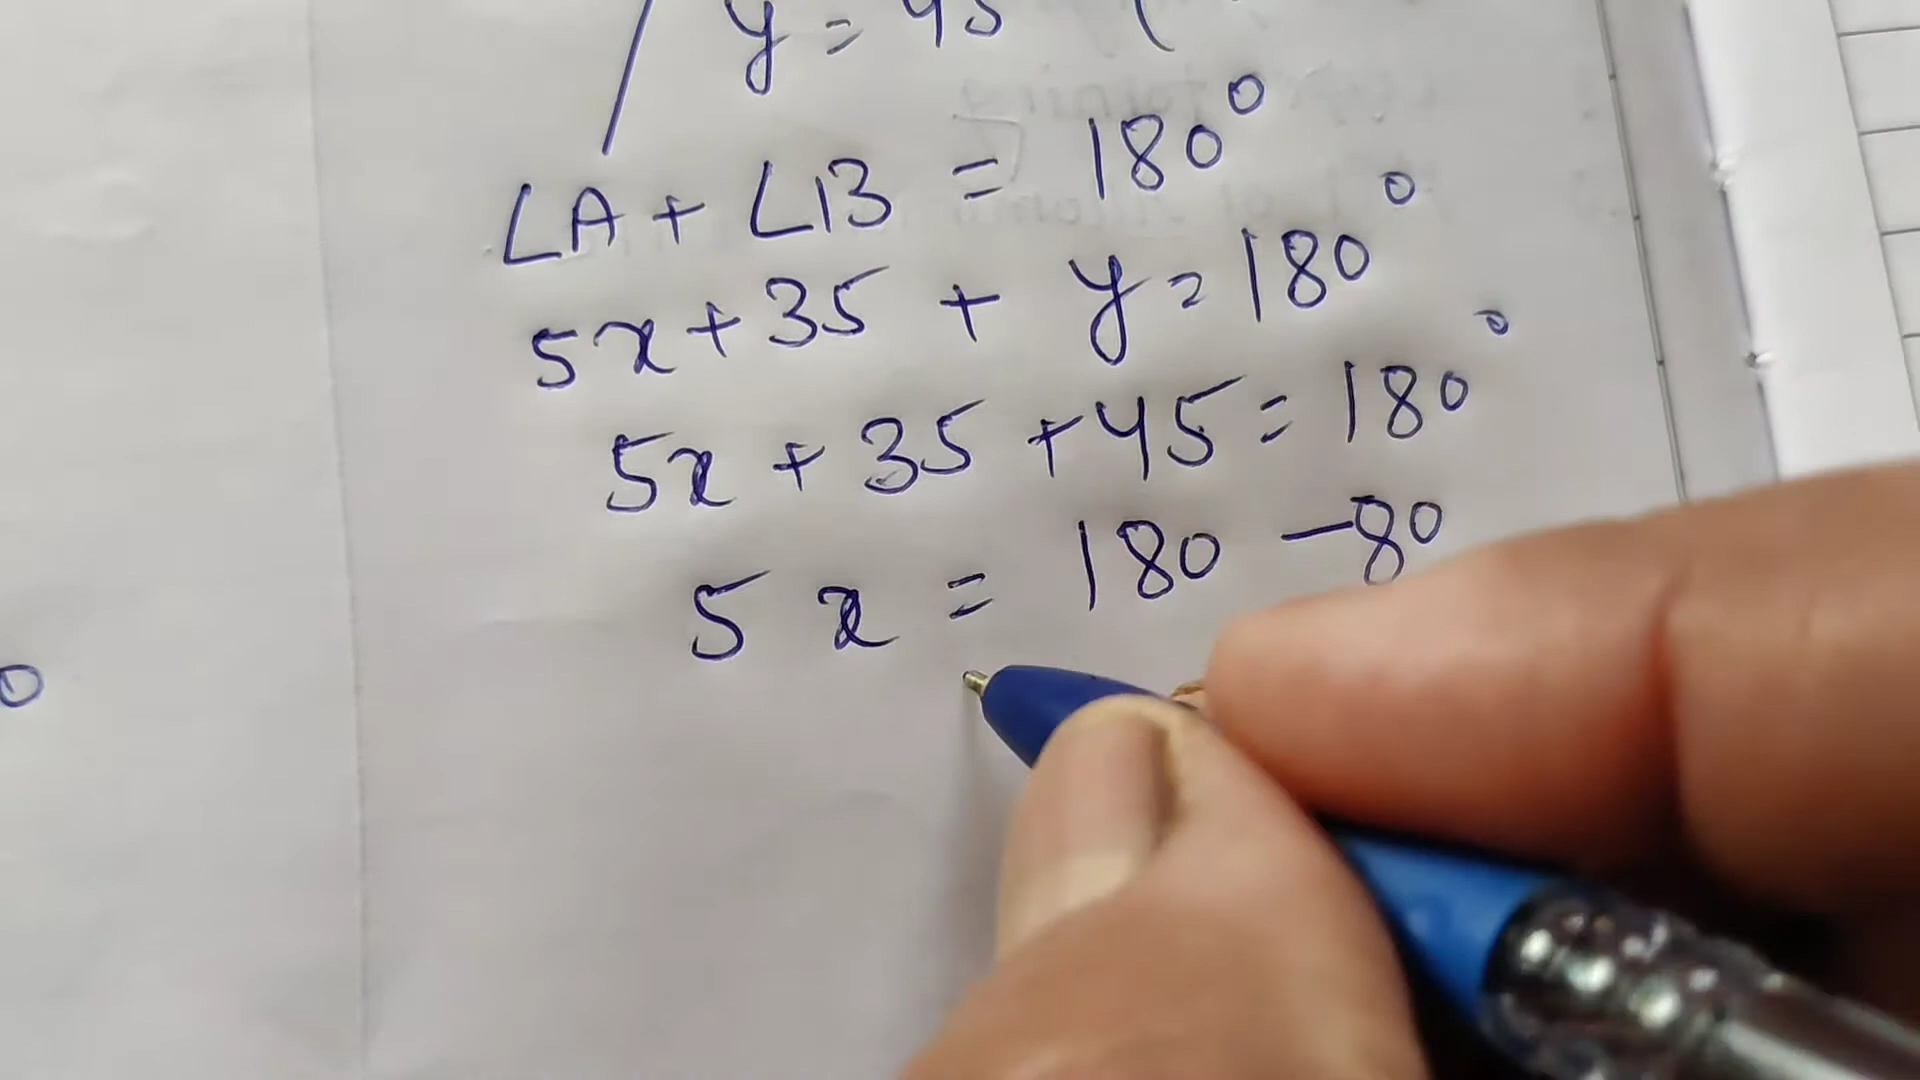 y = 45 (
∠A + ∠B = 180°
5x + 35 + y = 180°
5x + 35 + 45 = 180°
5x = 180 - 80